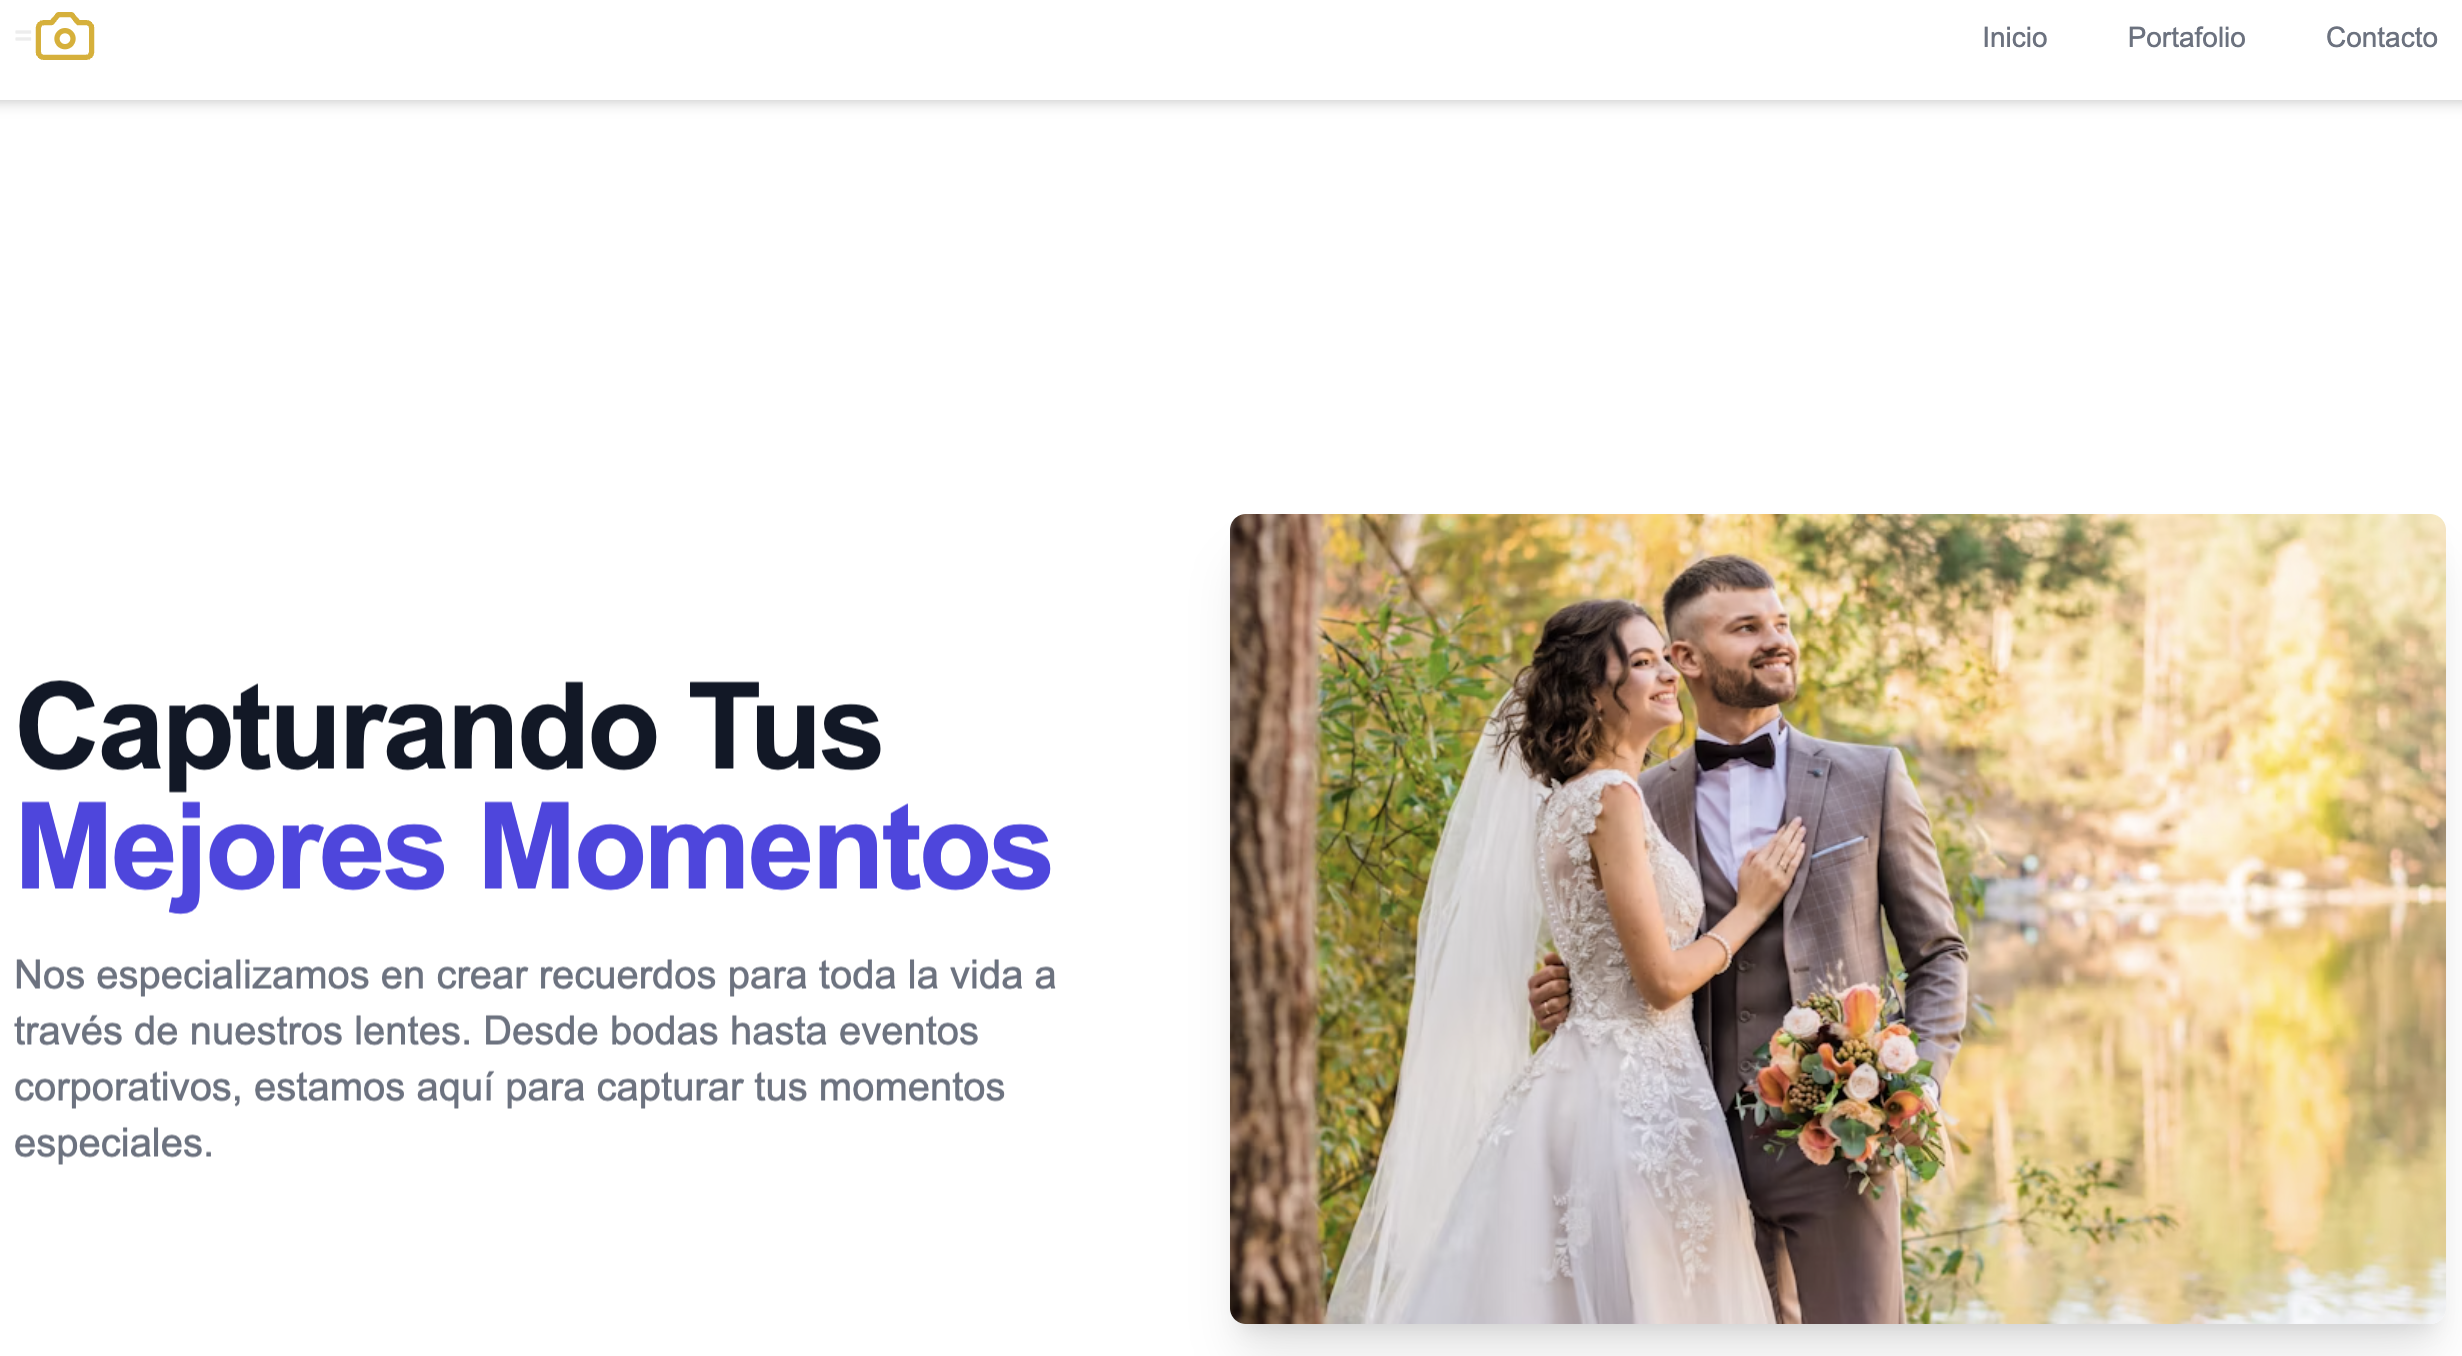 =
Inicio
Portafolio
Contacto
Capturando Tus
Mejores Momentos
Nos especializamos en crear recuerdos para toda la vida a
través de nuestros lentes. Desde bodas hasta eventos
corporativos, estamos aquí para capturar tus momentos
especiales.